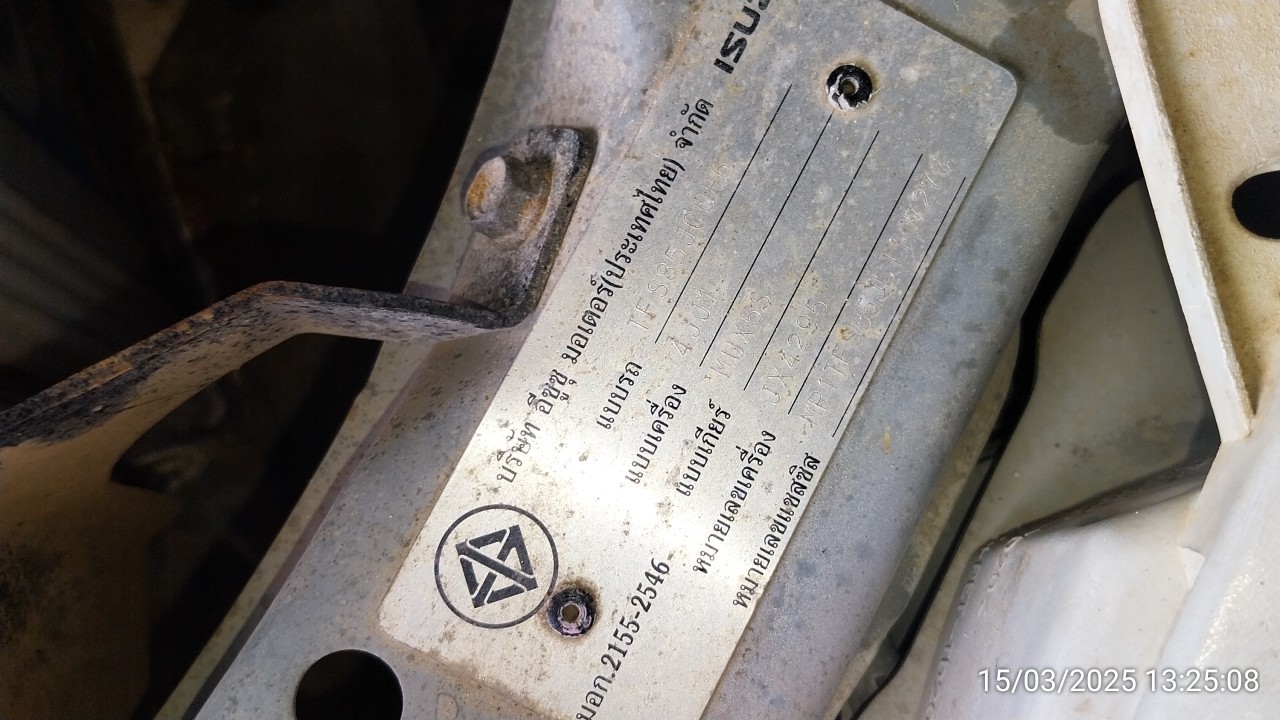 ISUZ
บริษัท อีซูซุ มอเตอร์(ประเทศไทย) จำกัด
แบบรถ
แบบเครื่อง 4JJ1
แบบเกียร์
หมายเลขเครื่อง JX4295
หมายเลขแชสซิส
มอก.2155-2546
15/03/2025 13:25:08